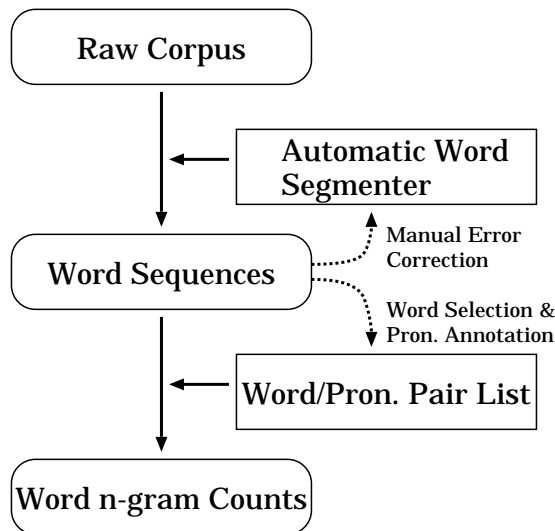 Raw Corpus
Automatic Word
Segmenter
Manual Error
Correction
Word Sequences
Word Selection &
Pron. Annotation
Word/Pron. Pair List
Word n-gram Counts